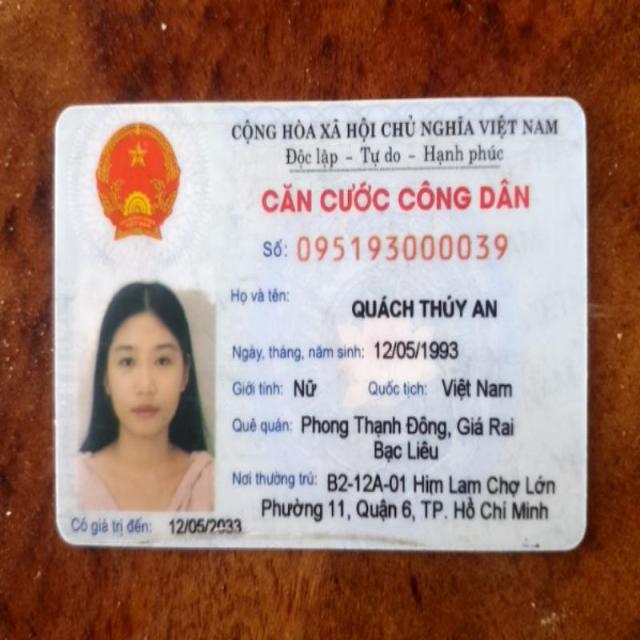 CỘNG HÒA XÃ HỘI CHỦ NGHĨA VIỆT NAM
Độc lập - Tự do - Hạnh phúc
CĂN CƯỚC CÔNG DÂN
Số: 095193000039
Họ và tên:
QUÁCH THÚY AN
Ngày, tháng, năm sinh: 12/05/1993
Giới tính: Nữ Quốc tịch: Việt Nam
Quê quán: Phong Thạnh Đông, Giá Rai
Bạc Liêu
Nơi thường trú: B2-12A-01 Him Lam Chợ Lớn
Phường 11, Quận 6, TP. Hồ Chí Minh
Có giá trị đến: 12/05/2033